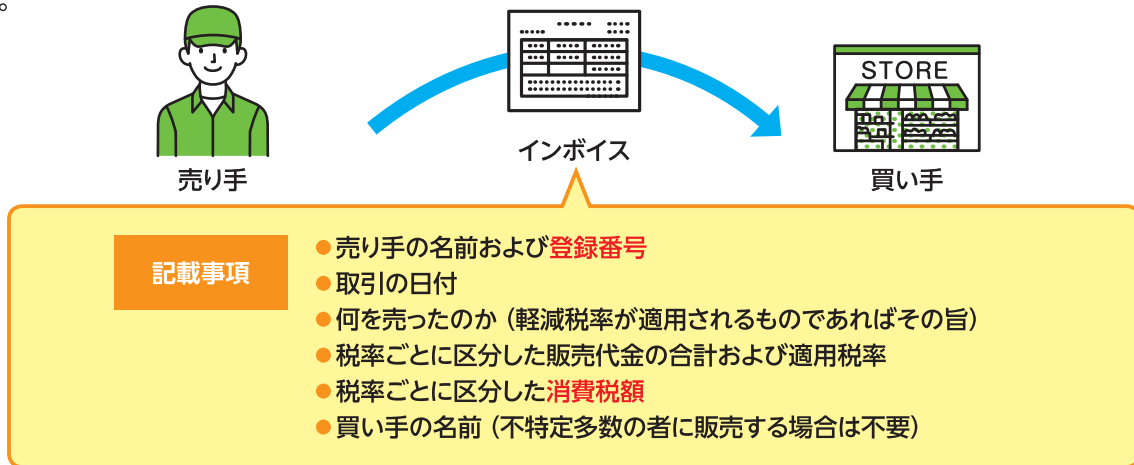 。
STORE
インボイス
売り手
買い手
記載事項
●売り手の名前および登録番号
●取引の日付
●何を売ったのか（軽減税率が適用されるものであればその旨）
●税率ごとに区分した販売代金の合計および適用税率
●税率ごとに区分した消費税額
●買い手の名前（不特定多数の者に販売する場合は不要）